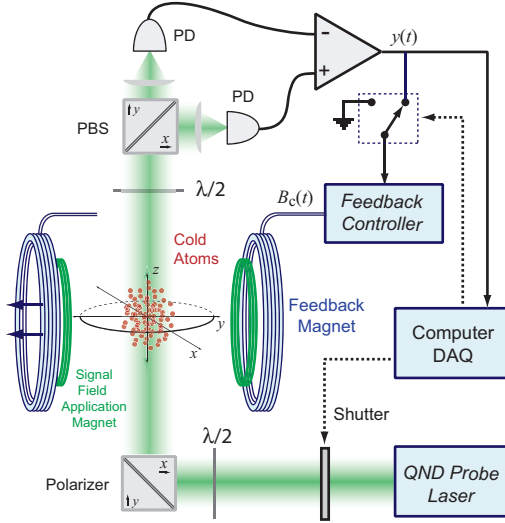 PD
−
+
y(t)
PD
PBS
y
x
λ/2
B_c(t)
Feedback
Controller
Cold
Atoms
z
y
x
Feedback
Magnet
Signal
Field
Application
Magnet
Computer
DAQ
Shutter
λ/2
Polarizer
x
y
QND Probe
Laser